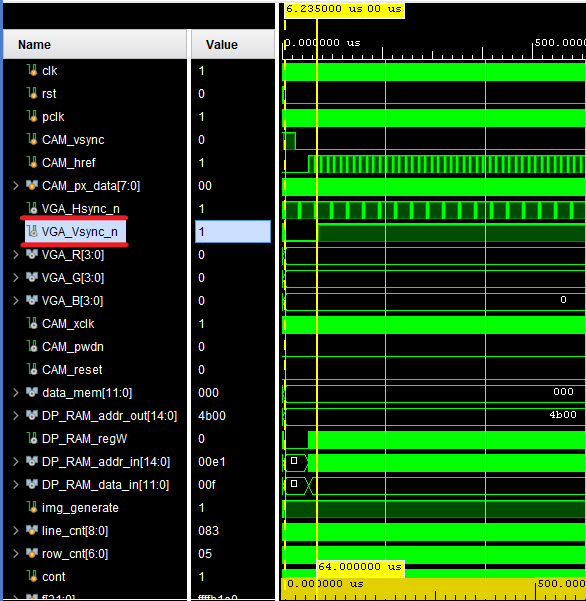 6.235000 us 00 us
Name Value
0.000000 us 500.000
clk 1
rst 0
pclk 1
CAM_vsync 0
CAM_href 1
CAM_px_data[7:0] 00
VGA_Hsync_n 1
VGA_Vsync_n 1
VGA_R[3:0] 0
VGA_G[3:0] 0
VGA_B[3:0] 0 0
CAM_xclk 1
CAM_pwdn 0
CAM_reset 0
data_mem[11:0] 000 000
DP_RAM_addr_out[14:0] 4b00 4b00
DP_RAM_regW 0
DP_RAM_addr_in[14:0] 00e1
DP_RAM_data_in[11:0] 00f
img_generate 1
line_cnt[8:0] 083
row_cnt[6:0] 05
cont 1
64.000000 us
0.000000 us 500.000